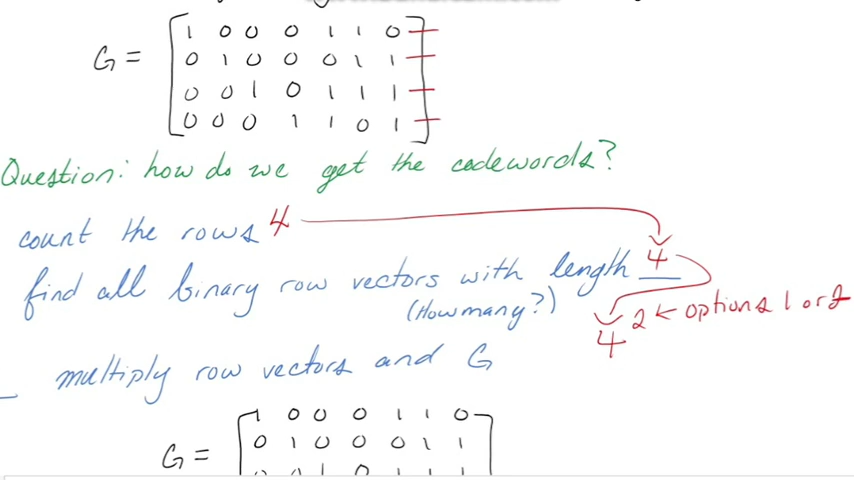 1 0 0 0 1 1 0
G = 0 1 0 0 0 1 1
0 0 1 0 1 1 1
0 0 0 1 1 0 1
Question: how do we get the codewords?
count the rows 4
find all binary row vectors with length 4
(How many?)
4 2 ← options 1 or 2
multiply row vectors and G
1 0 0 0 1 1 0
G = 0 1 0 0 0 1 1